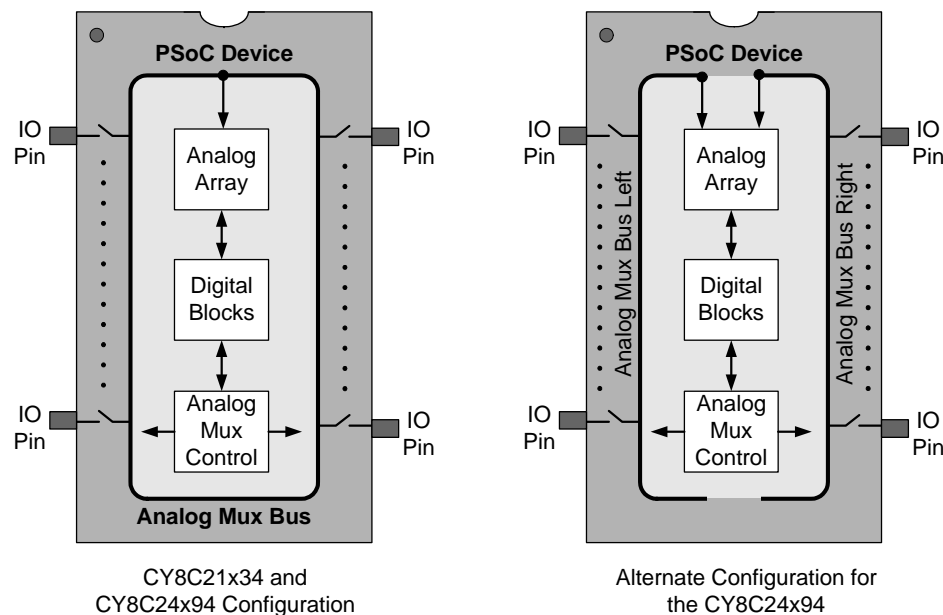 PSoC Device
IO
Pin
IO
Pin
Analog
Array
Digital
Blocks
IO
Pin
IO
Pin
Analog
Mux
Control
Analog Mux Bus
CY8C21x34 and
CY8C24x94 Configuration
PSoC Device
IO
Pin
IO
Pin
Analog
Array
Analog Mux Bus Left
Analog Mux Bus Right
Digital
Blocks
IO
Pin
IO
Pin
Analog
Mux
Control
Alternate Configuration for
the CY8C24x94